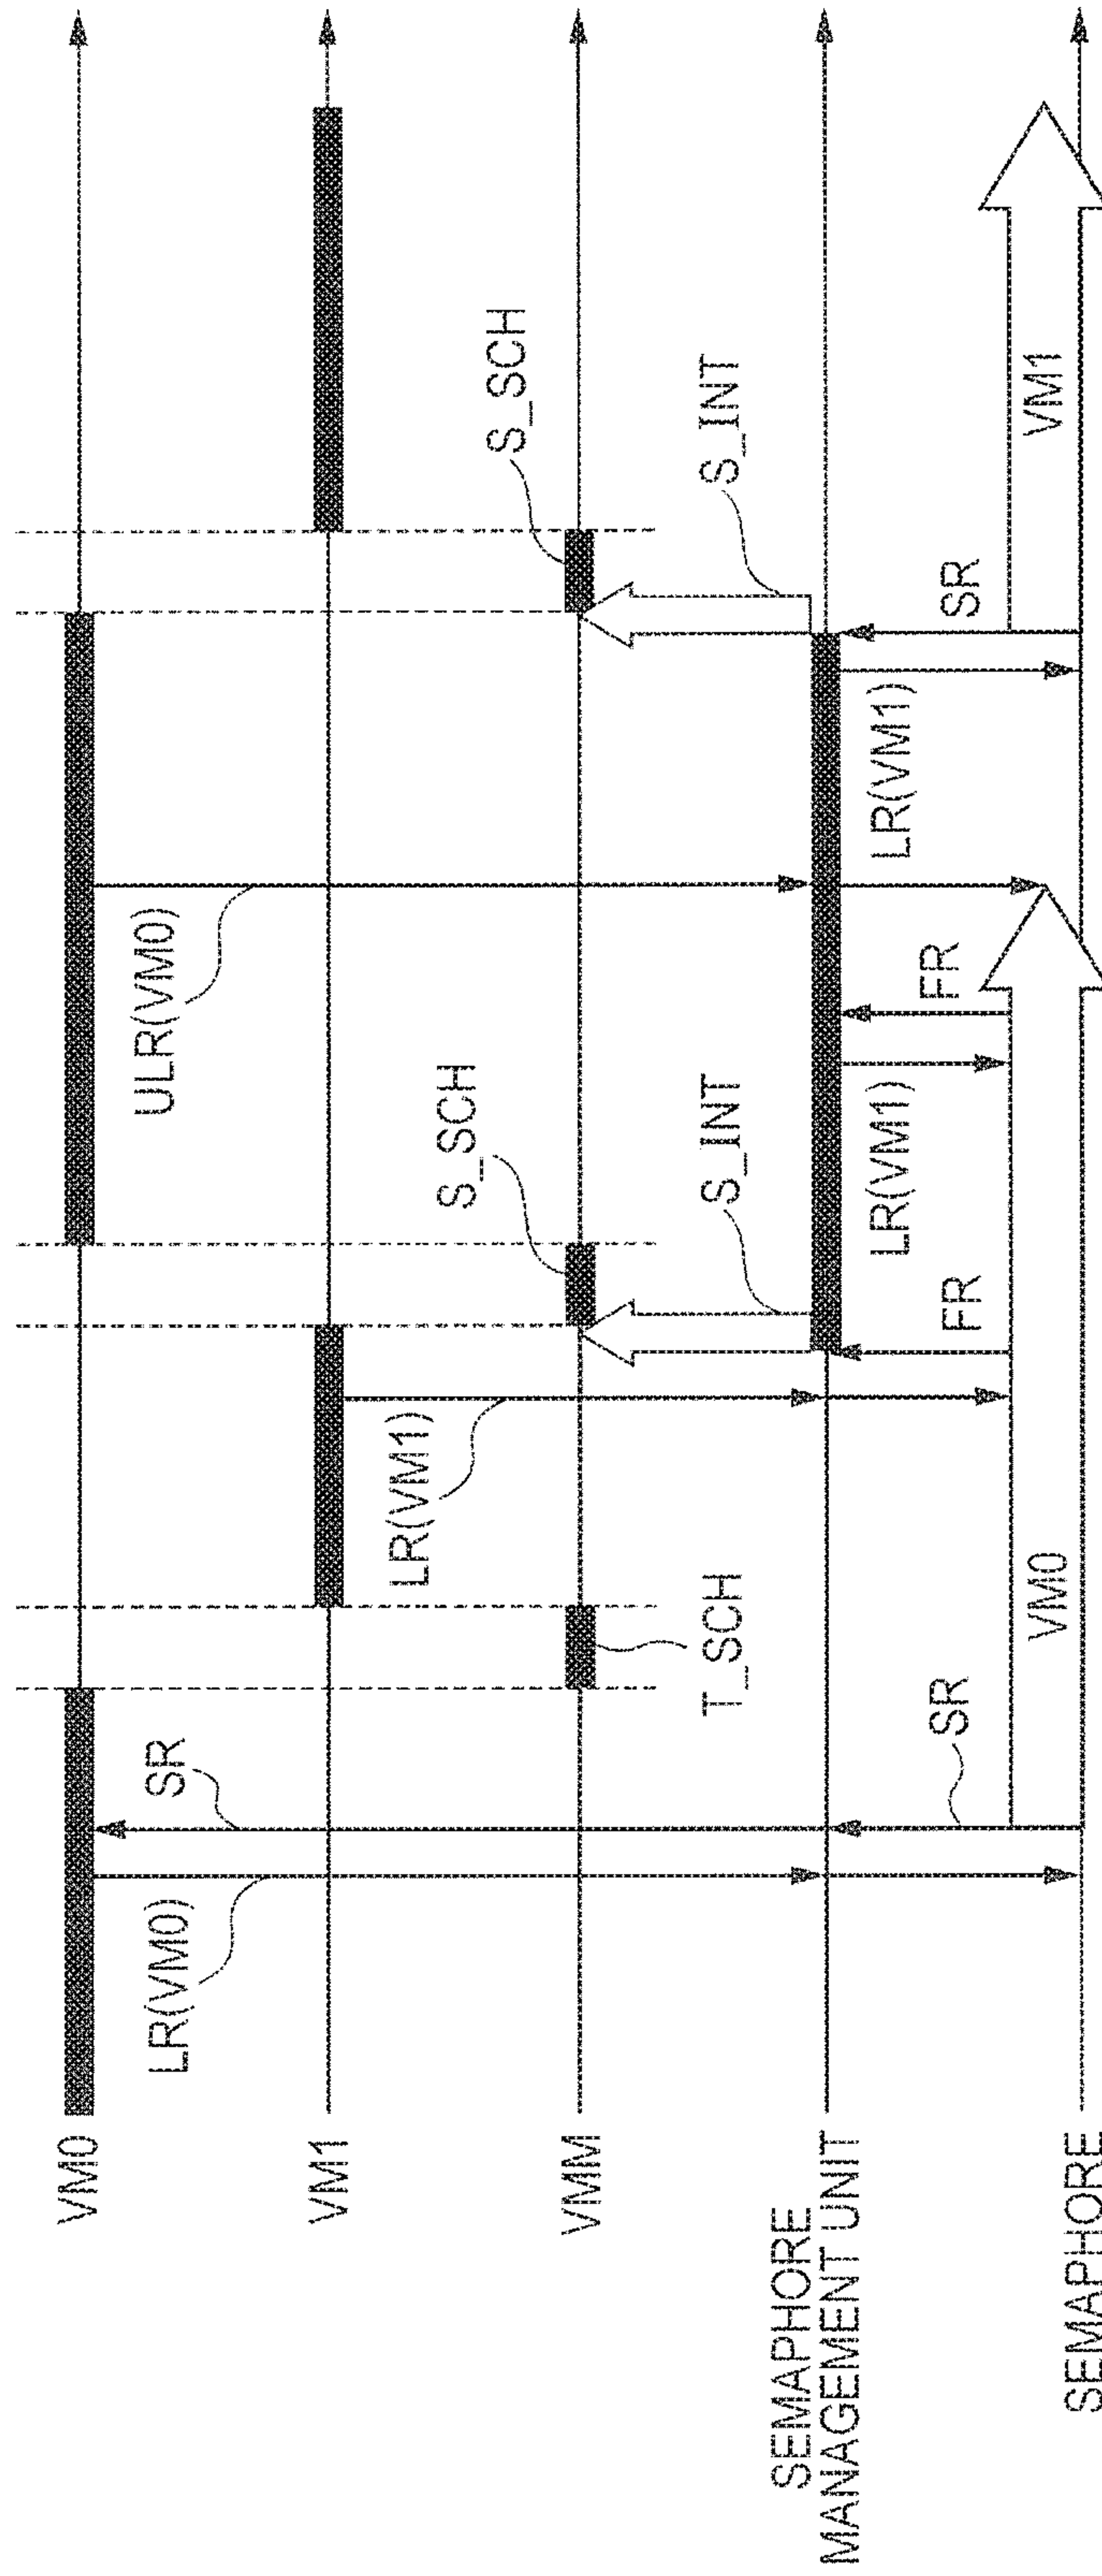 VM0
LR(VM0)
SR
ULR(VM0)
VM1
LR(VM1)
VMM
T_SCH
S_SCH
S_SCH
SEMAPHORE
MANAGEMENT UNIT
S_INT
S_INT
SR
FR
LR(VM1)
FR
LR(VM1)
SR
SEMAPHORE
VM0
VM1